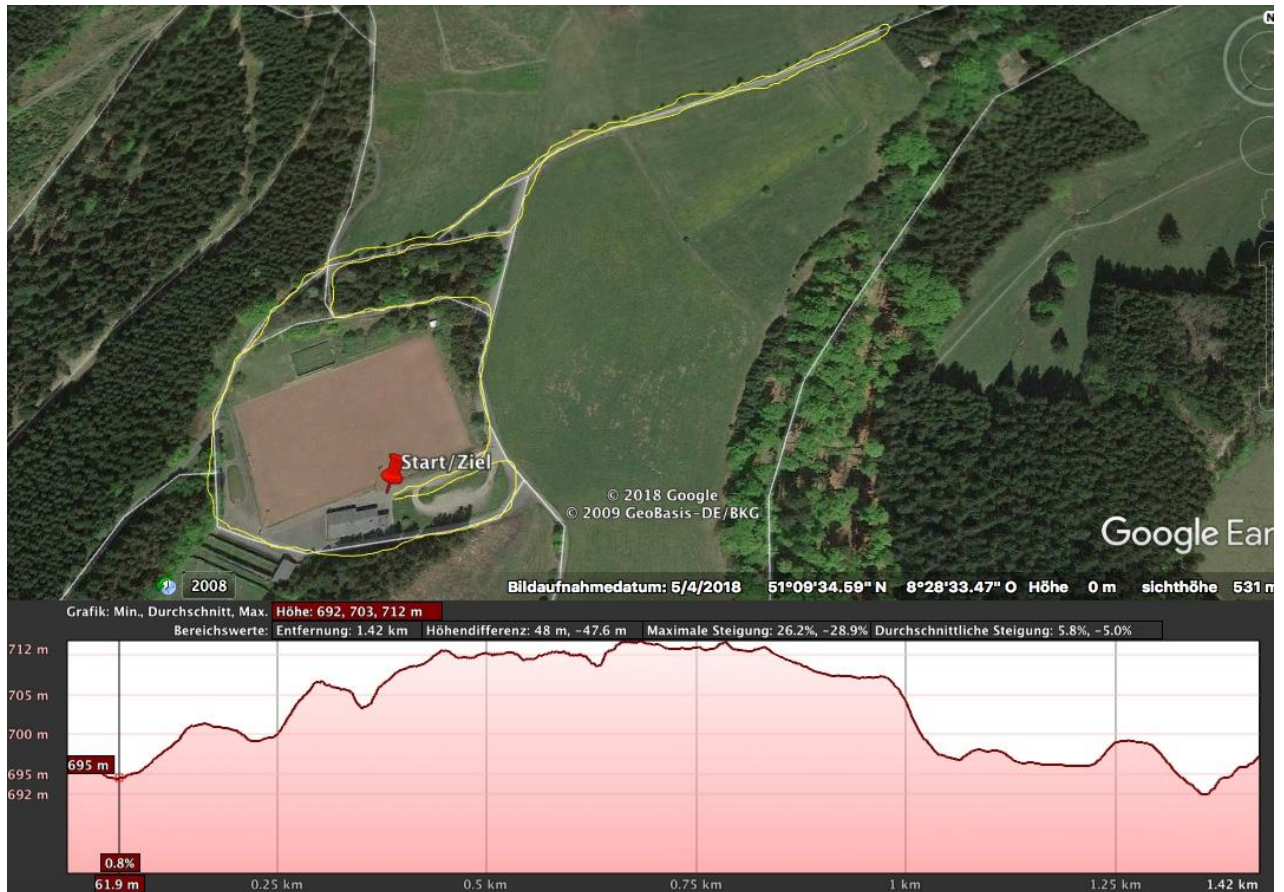 N
Start/Ziel
© 2018 Google
© 2009 GeoBasis-DE/BKG
Google Ear
2008
Bildaufnahmedatum: 5/4/2018 51°09'34.59" N 8°28'33.47" O Höhe 0 m sichthöhe 531 m
Grafik: Min., Durchschnitt, Max. Höhe: 692, 703, 712 m
Bereichswerte: Entfernung: 1.42 km Höhendifferenz: 48 m, -47.6 m Maximale Steigung: 26.2%, -28.9% Durchschnittliche Steigung: 5.8%, -5.0%
712 m
705 m
700 m
695 m
695 m
692 m
0.8%
61.9 m 0.25 km 0.5 km 0.75 km 1 km 1.25 km 1.42 km